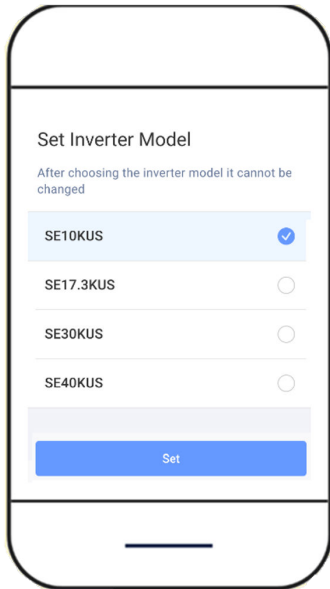 Set Inverter Model
After choosing the inverter model it cannot be
changed
SE10KUS
SE17.3KUS
SE30KUS
SE40KUS
Set